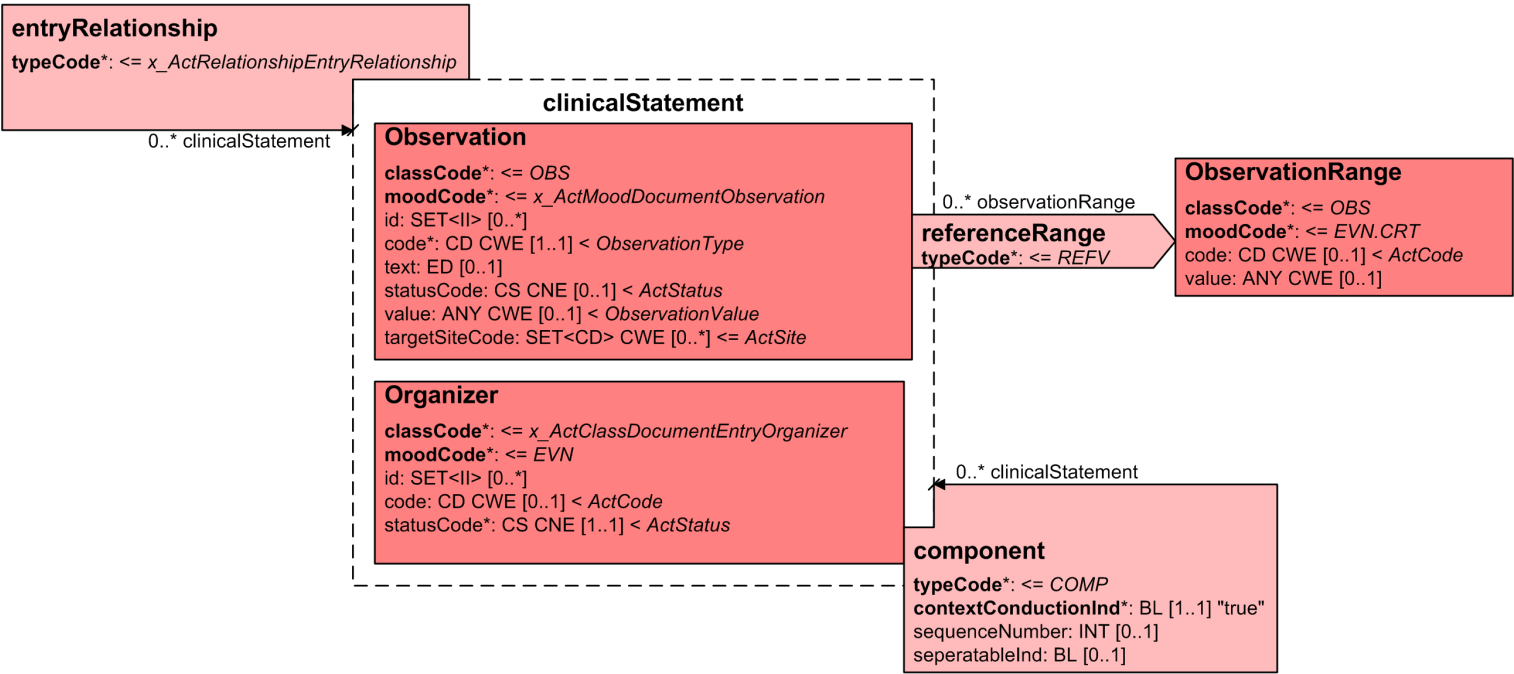 entryRelationship
typeCode*: <= x_ActRelationshipEntryRelationship
0..* clinicalStatement
clinicalStatement
Observation
classCode*: <= OBS
moodCode*: <= x_ActMoodDocumentObservation
id: SET<II> [0..*]
code*: CD CWE [1..1] < ObservationType
text: ED [0..1]
statusCode: CS CNE [0..1] < ActStatus
value: ANY CWE [0..1] < ObservationValue
targetSiteCode: SET<CD> CWE [0..*] <= ActSite
0..* observationRange
referenceRange
typeCode*: <= REFV
ObservationRange
classCode*: <= OBS
moodCode*: <= EVN.CRT
code: CD CWE [0..1] < ActCode
value: ANY CWE [0..1]
Organizer
classCode*: <= x_ActClassDocumentEntryOrganizer
moodCode*: <= EVN
id: SET<II> [0..*]
code: CD CWE [0..1] < ActCode
statusCode*: CS CNE [1..1] < ActStatus
0..* clinicalStatement
component
typeCode*: <= COMP
contextConductionInd*: BL [1..1] "true"
sequenceNumber: INT [0..1]
seperatableInd: BL [0..1]